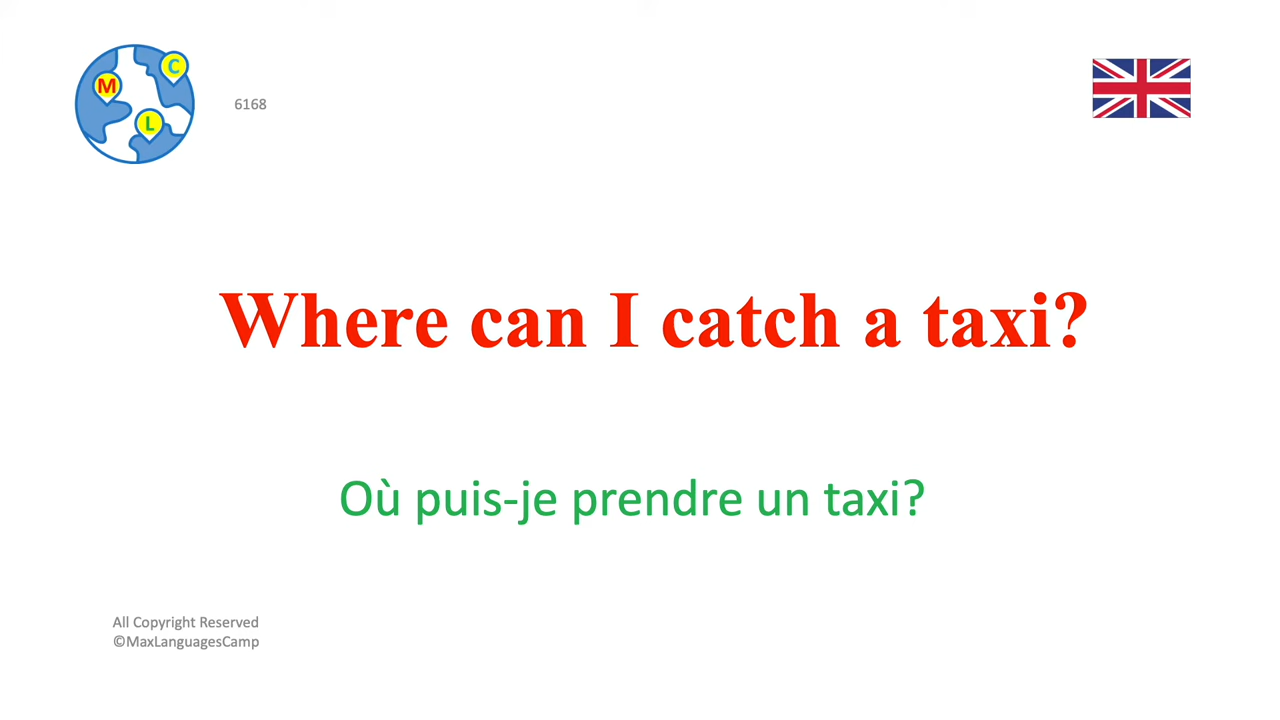 C
M
L
6168
Where can I catch a taxi?
Où puis-je prendre un taxi?
All Copyright Reserved
©MaxLanguagesCamp